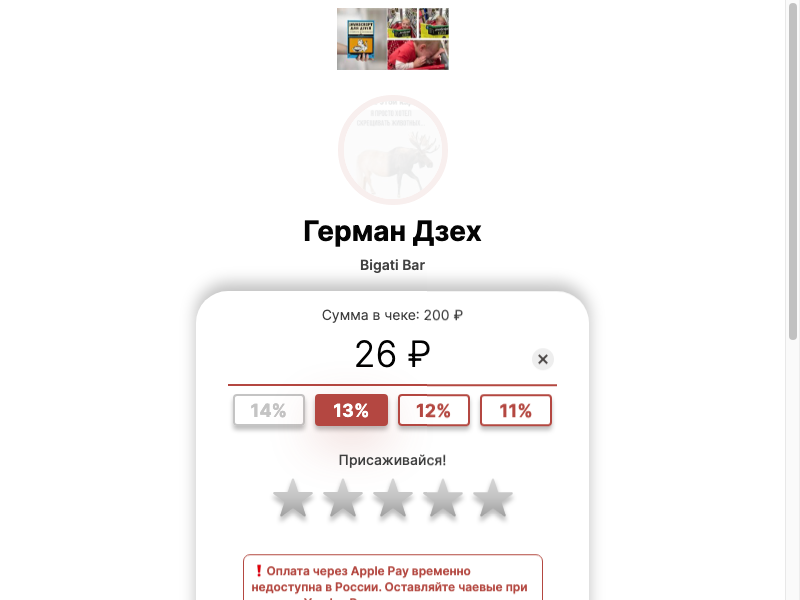 Герман Дзех
Bigati Bar
Сумма в чеке: 200 ₽
26 ₽
14% 13% 12% 11%
Присаживайся!
❗ Оплата через Apple Pay временно
недоступна в России. Оставляйте чаевые при